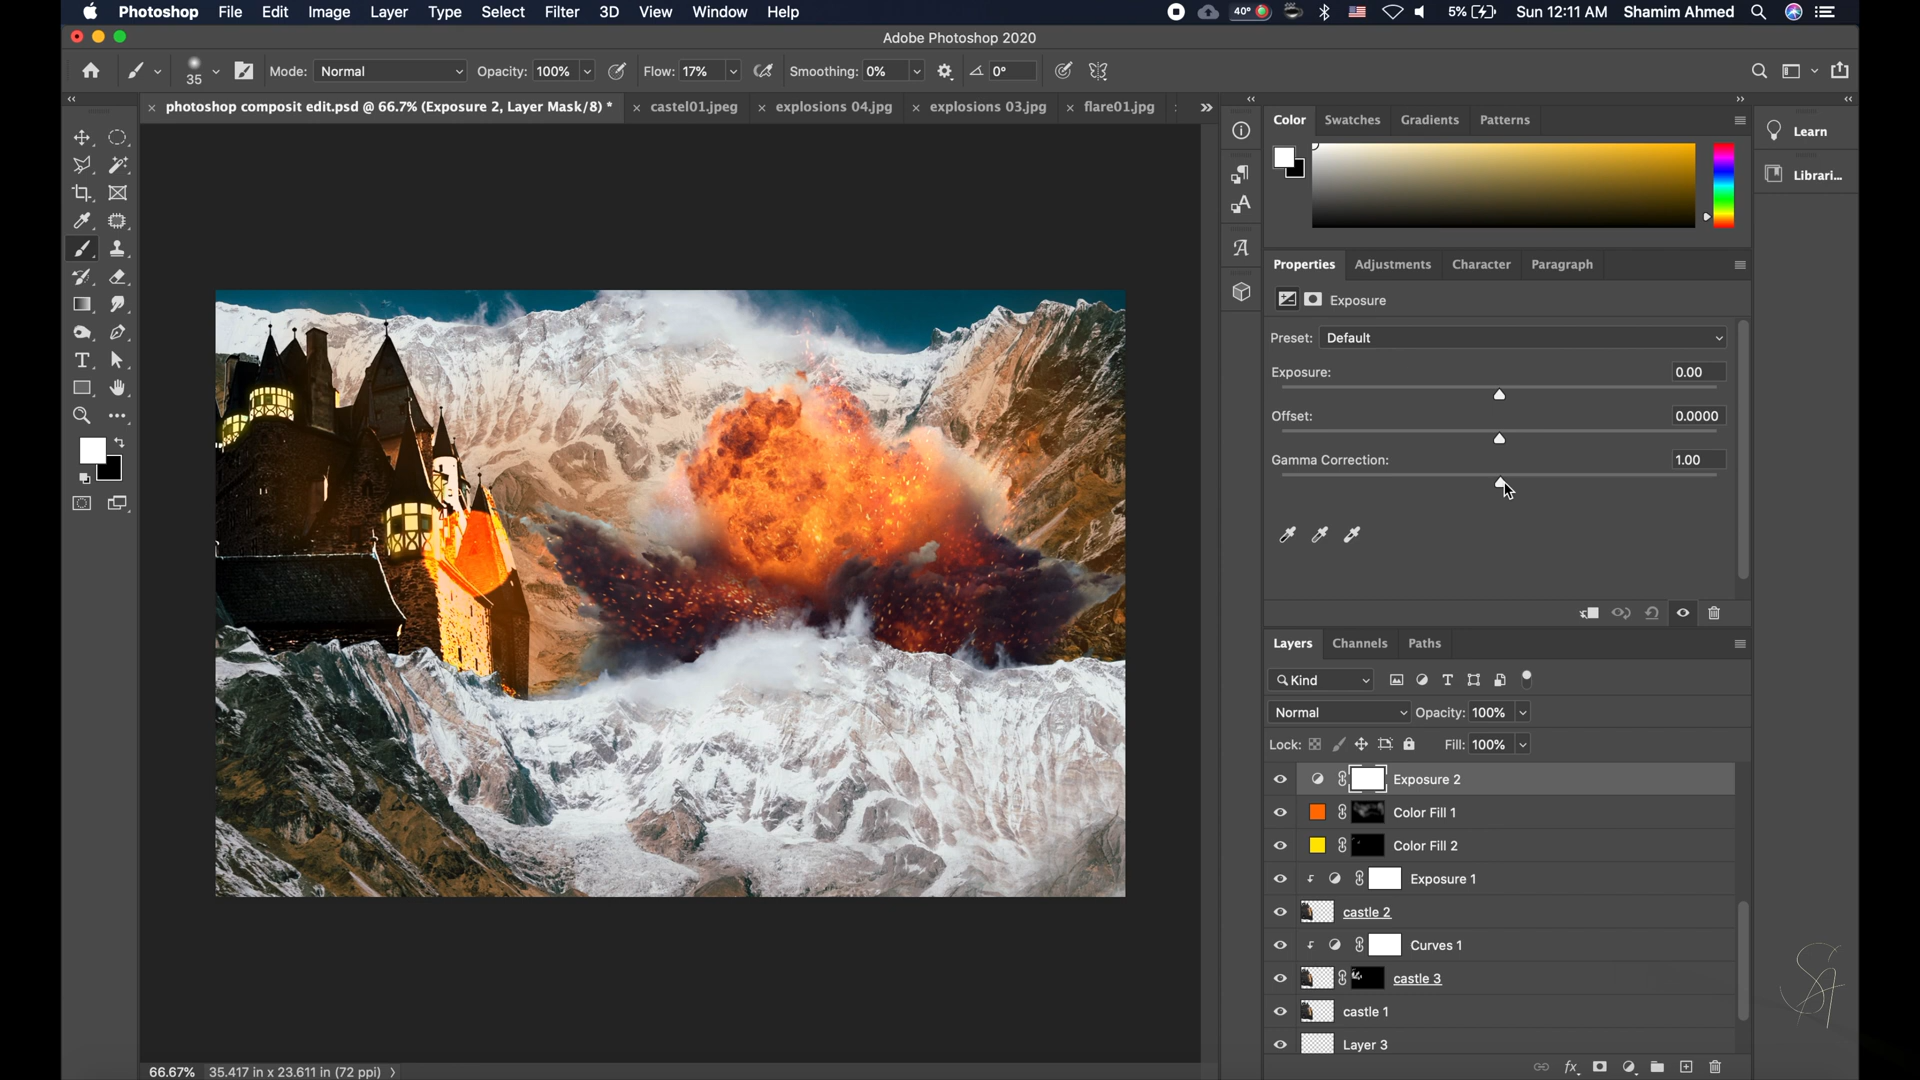 Photoshop File Edit Image Layer Type Select Filter 3D View Window Help 40° 5% Sun 12:11 AM Shamim Ahmed
Adobe Photoshop 2020
35 Mode: Normal Opacity: 100% Flow: 17% Smoothing: 0% 0°
photoshop composit edit.psd @ 66.7% (Exposure 2, Layer Mask/8) * castel01.jpeg explosions 04.jpg explosions 03.jpg flare01.jpg
Color Swatches Gradients Patterns
Learn
Librari...
Properties Adjustments Character Paragraph
Exposure
Preset: Default
Exposure: 0.00
Offset: 0.0000
Gamma Correction: 1.00
Layers Channels Paths
Kind
Normal Opacity: 100%
Lock: Fill: 100%
Exposure 2
Color Fill 1
Color Fill 2
Exposure 1
castle 2
Curves 1
castle 3
castle 1
Layer 3
66.67% 35.417 in x 23.611 in (72 ppi)